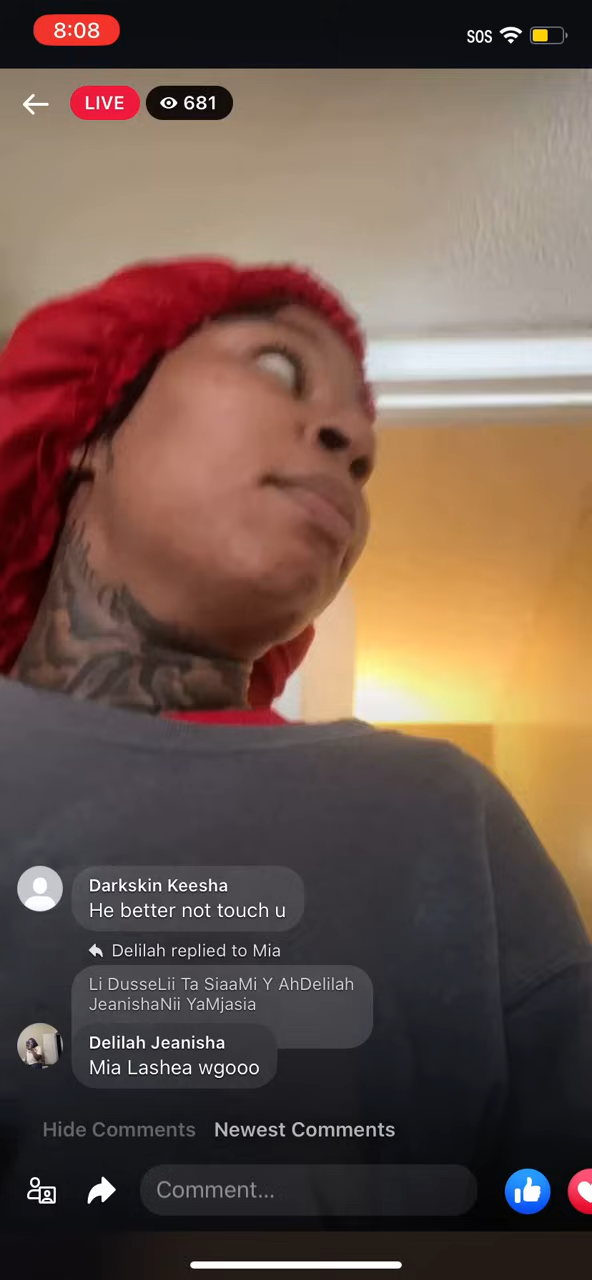 8:08
SOS
LIVE
681
Darkskin Keesha
He better not touch u
Delilah replied to Mia
Li DusseLii Ta SiaaMi Y AhDelilah
JeanishaNii YaMjasia
Delilah Jeanisha
Mia Lashea wgooo
Hide Comments Newest Comments
Comment...